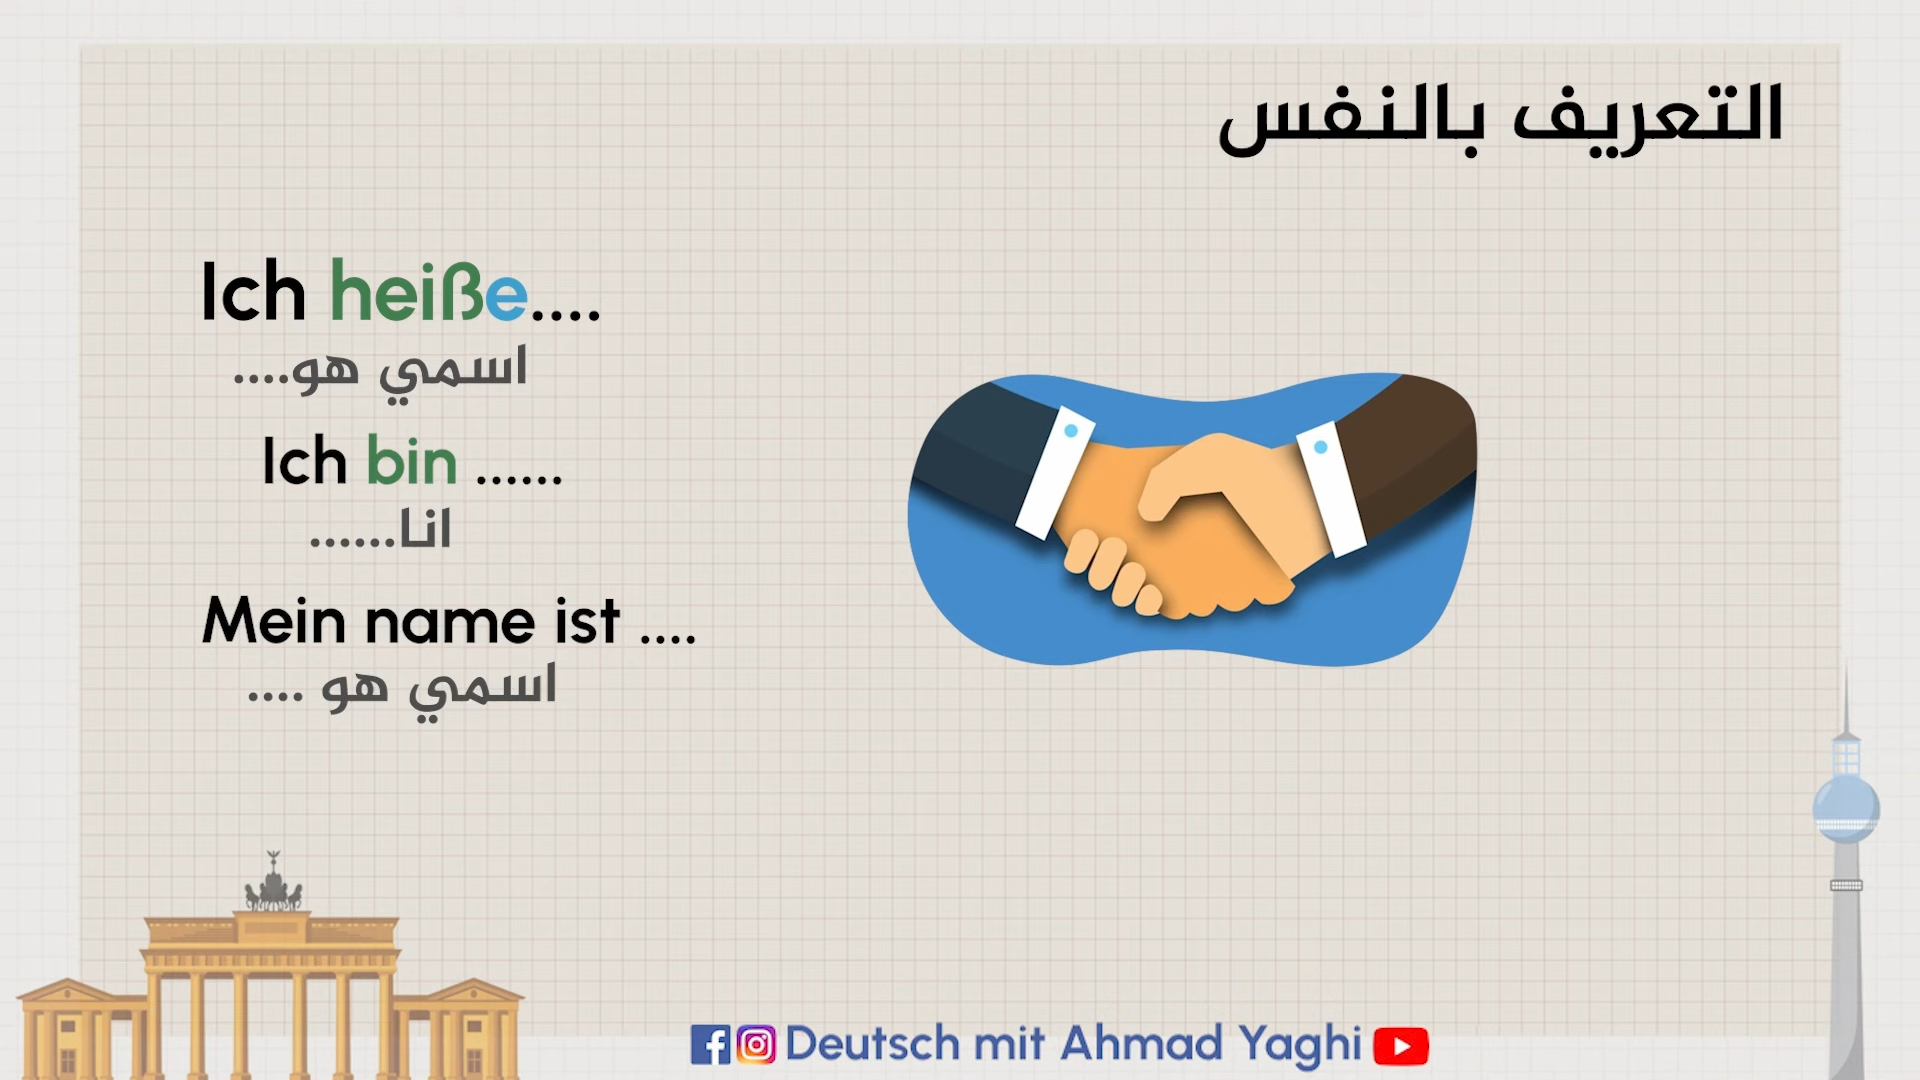 التعريف بالنفس
Ich heiße....
اسمي هو....
Ich bin ......
انا......
Mein name ist ....
اسمي هو ....
Deutsch mit Ahmad Yaghi